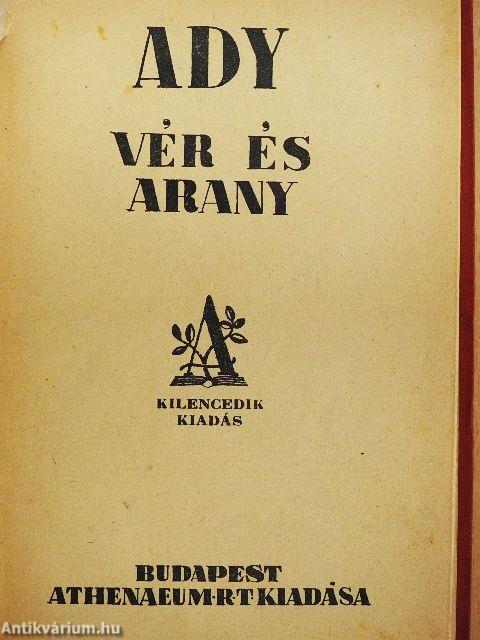 ADY
VÉR ÉS
ARANY
A
KILENCEDIK
KIADÁS
BUDAPEST
ATHENAEUM·R·T·KIADÁSA
Antikvárium.hu